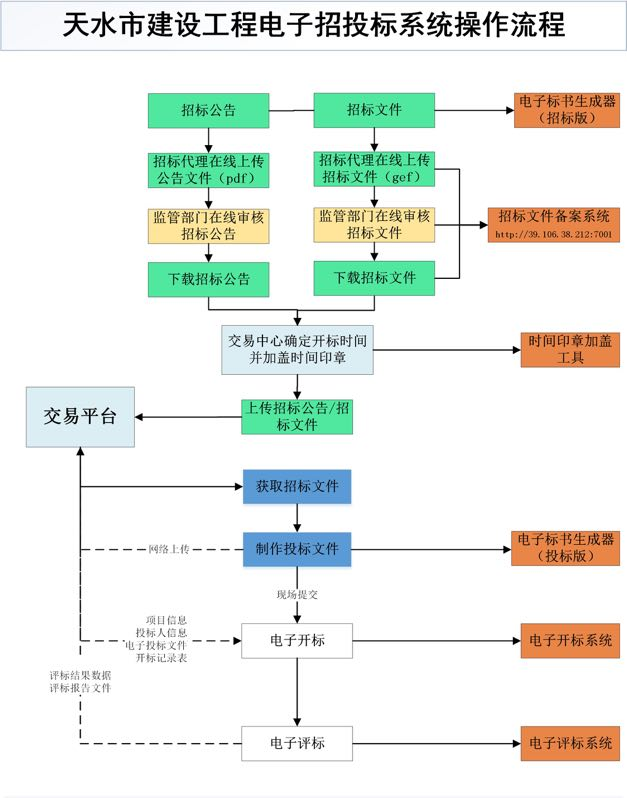 天水市建设工程电子招投标系统操作流程
招标公告
招标文件
电子标书生成器
（招标版）
招标代理在线上传
公告文件（pdf）
招标代理在线上传
招标文件（gef）
监管部门在线审核
招标公告
监管部门在线审核
招标文件
招标文件备案系统
http://39.106.38.212:7001
下载招标公告
下载招标文件
交易中心确定开标时间
并加盖时间印章
时间印章加盖
工具
交易平台
上传招标公告/招
标文件
获取招标文件
网络上传
制作投标文件
电子标书生成器
（投标版）
现场提交
项目信息
投标人信息
电子投标文件
开标记录表
电子开标
电子开标系统
评标结果数据
评标报告文件
电子评标
电子评标系统